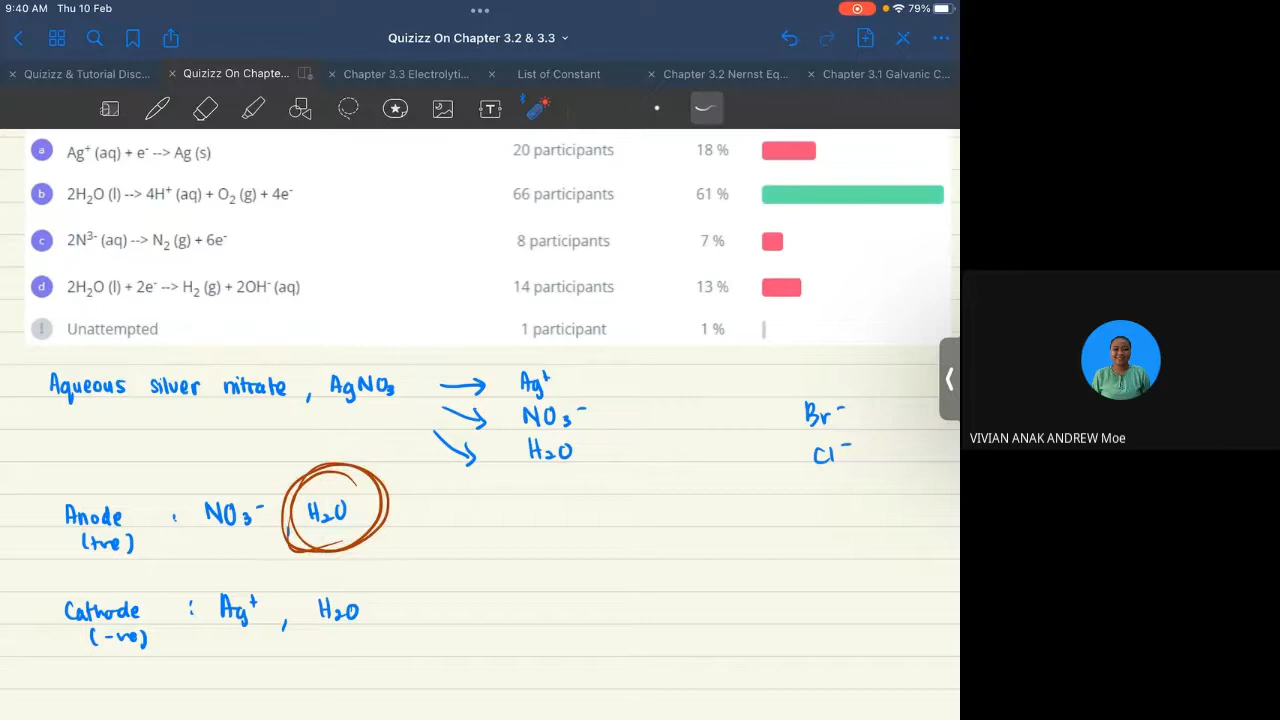 9:40 AM Thu 10 Feb
79%
Quizizz On Chapter 3.2 & 3.3
Quizizz & Tutorial Disc...
Quizizz On Chapte...
Chapter 3.3 Electrolyti...
List of Constant
Chapter 3.2 Nernst Eq...
Chapter 3.1 Galvanic C...
a Ag⁺ (aq) + e⁻ --> Ag (s) 20 participants 18 %
b 2H₂O (l) --> 4H⁺ (aq) + O₂ (g) + 4e⁻ 66 participants 61 %
c 2N³⁻ (aq) --> N₂ (g) + 6e⁻ 8 participants 7 %
d 2H₂O (l) + 2e⁻ --> H₂ (g) + 2OH⁻ (aq) 14 participants 13 %
! Unattempted 1 participant 1 %
Aqueous silver nitrate, AgNO₃ → Ag⁺
NO₃⁻ Br⁻
H₂O Cl⁻
Anode : NO₃⁻, H₂O
(+ve)
Cathode : Ag⁺, H₂O
(-ve)
VIVIAN ANAK ANDREW Moe